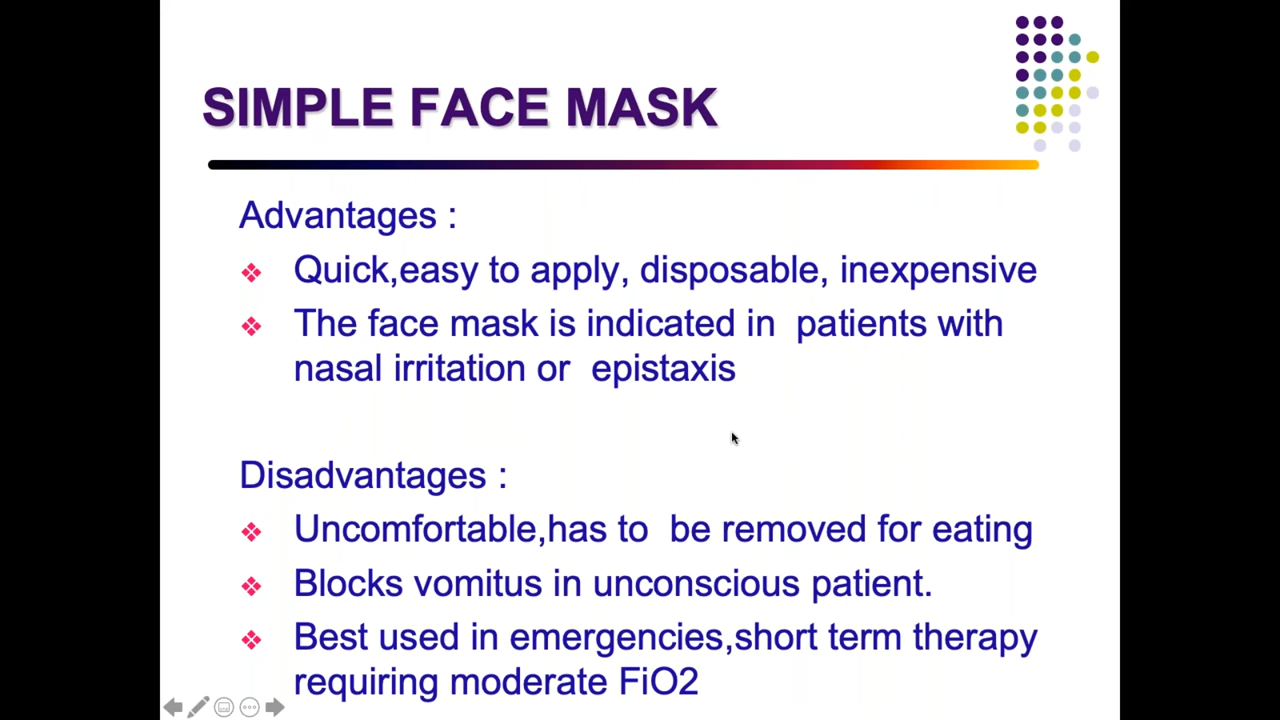 SIMPLE FACE MASK
Advantages :
Quick,easy to apply, disposable, inexpensive
The face mask is indicated in  patients with
nasal irritation or  epistaxis
Disadvantages :
Uncomfortable,has to  be removed for eating
Blocks vomitus in unconscious patient.
Best used in emergencies,short term therapy
requiring moderate FiO2